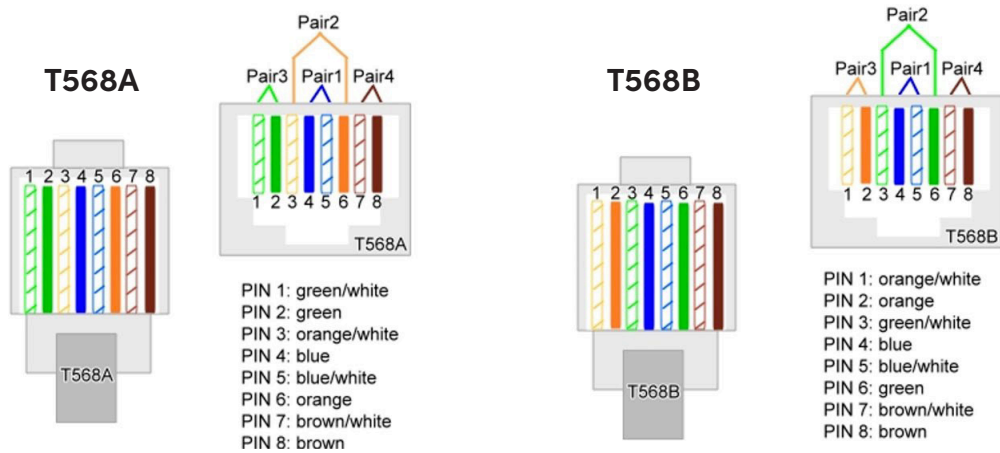 T568A
1 2 3 4 5 6 7 8
T568A
Pair2
Pair3 Pair1 Pair4
1 2 3 4 5 6 7 8
T568A
PIN 1: green/white
PIN 2: green
PIN 3: orange/white
PIN 4: blue
PIN 5: blue/white
PIN 6: orange
PIN 7: brown/white
PIN 8: brown
T568B
1 2 3 4 5 6 7 8
T568B
Pair2
Pair3 Pair1 Pair4
1 2 3 4 5 6 7 8
T568B
PIN 1: orange/white
PIN 2: orange
PIN 3: green/white
PIN 4: blue
PIN 5: blue/white
PIN 6: green
PIN 7: brown/white
PIN 8: brown